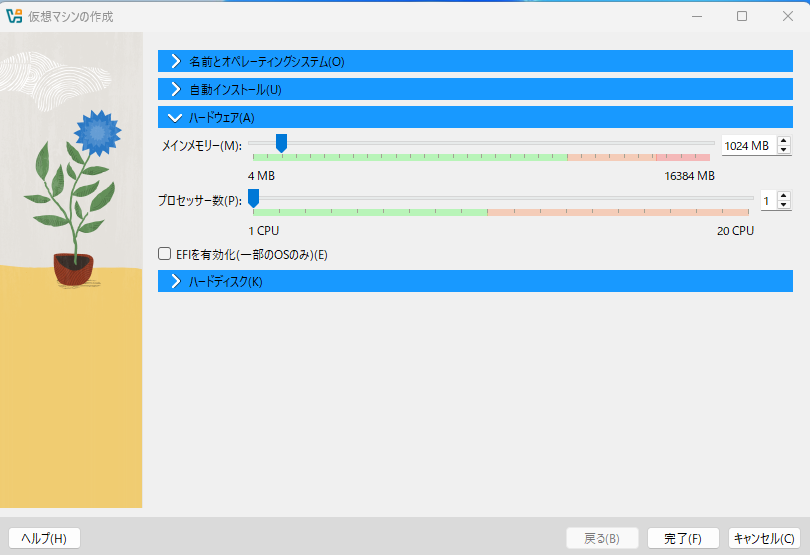 仮想マシンの作成
名前とオペレーティングシステム(O)
自動インストール(U)
ハードウェア(A)
メインメモリー(M):
1024 MB
4 MB
16384 MB
プロセッサー数(P):
1
1 CPU
20 CPU
EFIを有効化(一部のOSのみ)(E)
ハードディスク(K)
ヘルプ(H)
戻る(B)
完了(F)
キャンセル(C)